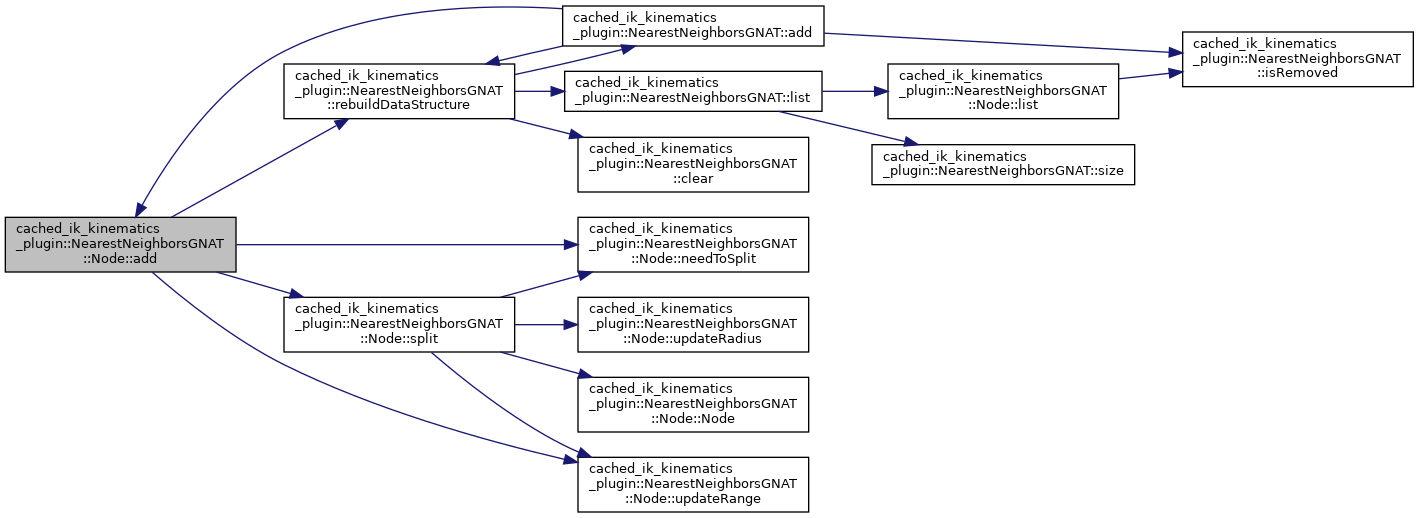 cached_ik_kinematics
_plugin::NearestNeighborsGNAT::add
cached_ik_kinematics
_plugin::NearestNeighborsGNAT
::isRemoved
cached_ik_kinematics
_plugin::NearestNeighborsGNAT
::rebuildDataStructure
cached_ik_kinematics
_plugin::NearestNeighborsGNAT::list
cached_ik_kinematics
_plugin::NearestNeighborsGNAT
::Node::list
cached_ik_kinematics
_plugin::NearestNeighborsGNAT
::clear
cached_ik_kinematics
_plugin::NearestNeighborsGNAT::size
cached_ik_kinematics
_plugin::NearestNeighborsGNAT
::Node::add
cached_ik_kinematics
_plugin::NearestNeighborsGNAT
::Node::needToSplit
cached_ik_kinematics
_plugin::NearestNeighborsGNAT
::Node::split
cached_ik_kinematics
_plugin::NearestNeighborsGNAT
::Node::updateRadius
cached_ik_kinematics
_plugin::NearestNeighborsGNAT
::Node::Node
cached_ik_kinematics
_plugin::NearestNeighborsGNAT
::Node::updateRange